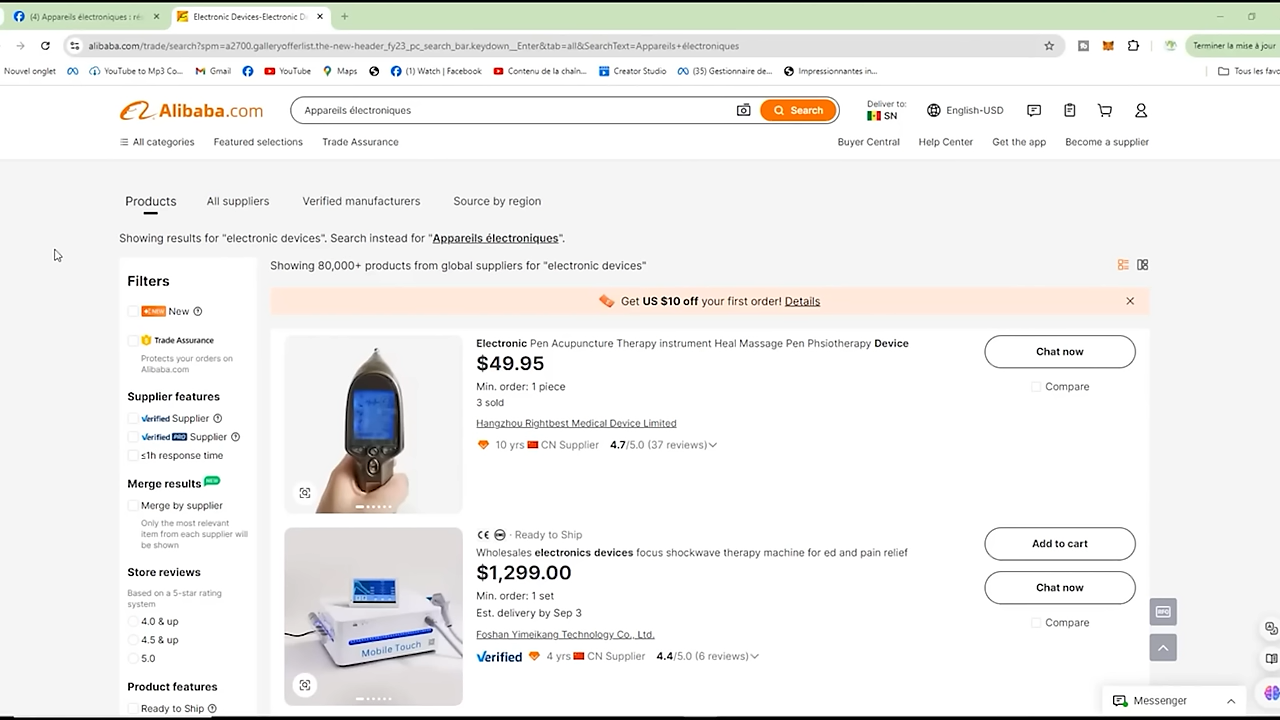 (4) Appareils électroniques : ré
Electronic Devices-Electronic D
alibaba.com/trade/search?spm=a2700.galleryofferlist.the-new-header_fy23_pc_search_bar.keydown__Enter&tab=all&SearchText=Appareils+électroniques
Terminer la mise à jour
Nouvel onglet
YouTube to Mp3 Co...
Gmail
YouTube
Maps
(1) Watch | Facebook
Contenu de la chaîn...
Creator Studio
(35) Gestionnaire de...
Impressionnantes in...
Tous les favo
Alibaba.com
Appareils électroniques
Search
Deliver to:
SN
English-USD
All categories
Featured selections
Trade Assurance
Buyer Central
Help Center
Get the app
Become a supplier
Products
All suppliers
Verified manufacturers
Source by region
Showing results for "electronic devices". Search instead for "Appareils électroniques".
Filters
New
Trade Assurance
Protects your orders on
Alibaba.com
Supplier features
Verified Supplier
Verified PRO Supplier
≤1h response time
Merge results NEW
Merge by supplier
Only the most relevant
item from each supplier will
be shown
Store reviews
Based on a 5-star rating
system
4.0 & up
4.5 & up
5.0
Product features
Ready to Ship
Showing 80,000+ products from global suppliers for "electronic devices"
Get US $10 off your first order! Details
Electronic Pen Acupuncture Therapy instrument Heal Massage Pen Phsiotherapy Device
$49.95
Min. order: 1 piece
3 sold
Hangzhou Rightbest Medical Device Limited
10 yrs CN Supplier 4.7/5.0 (37 reviews)
Chat now
Compare
CE · Ready to Ship
Wholesales electronics devices focus shockwave therapy machine for ed and pain relief
$1,299.00
Min. order: 1 set
Est. delivery by Sep 3
Foshan Yimeikang Technology Co., Ltd.
Verified 4 yrs CN Supplier 4.4/5.0 (6 reviews)
Mobile Touch
Add to cart
Chat now
Compare
RFQ
Messenger